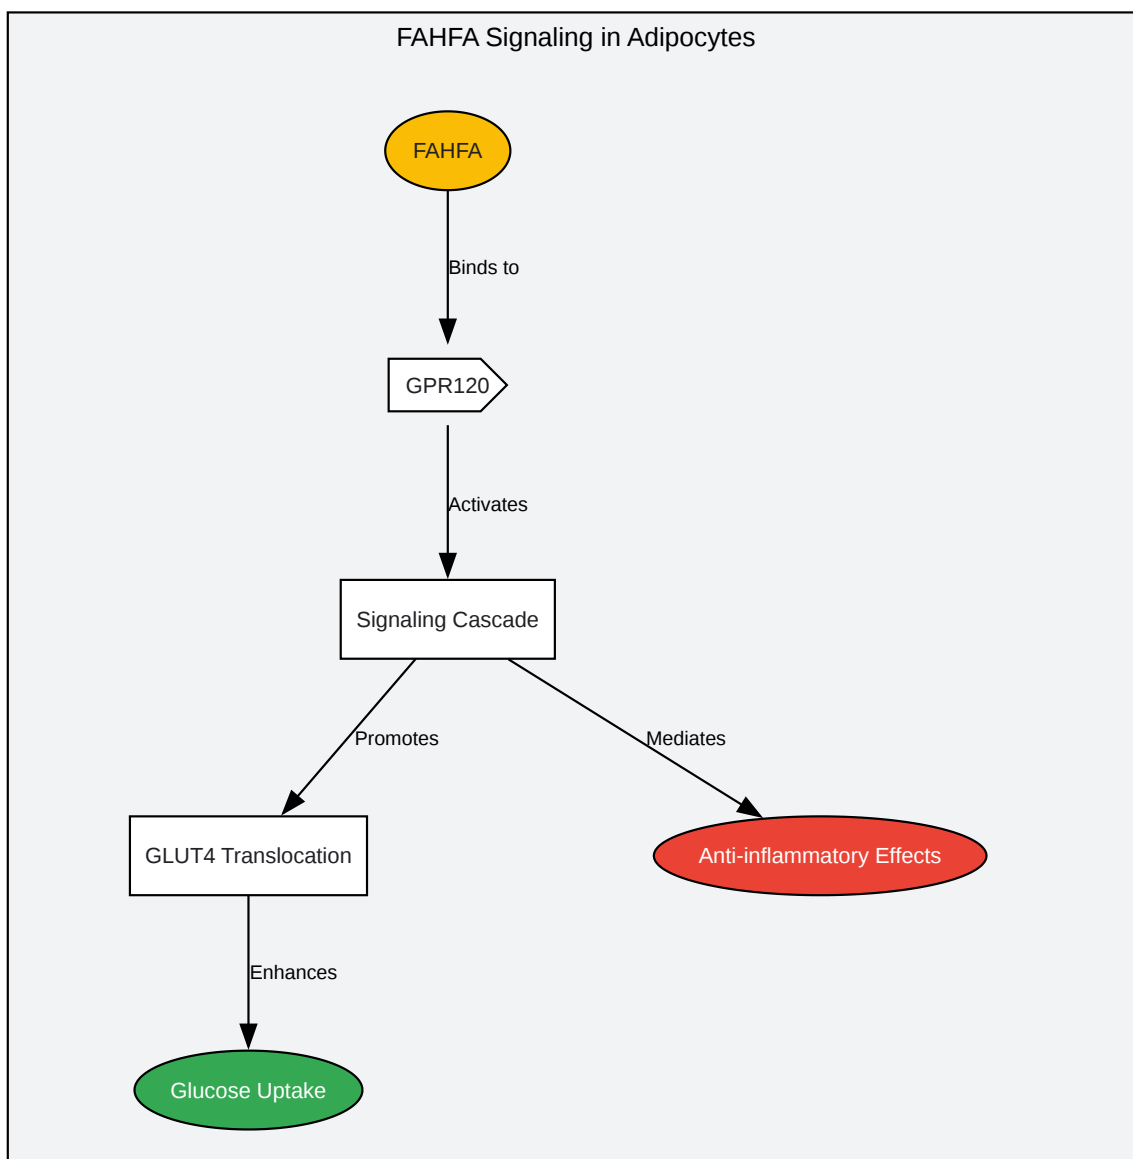 FAHFA Signaling in Adipocytes
FAHFA
Binds to
GPR120
Activates
Signaling Cascade
Promotes
Mediates
GLUT4 Translocation
Anti-inflammatory Effects
Enhances
Glucose Uptake